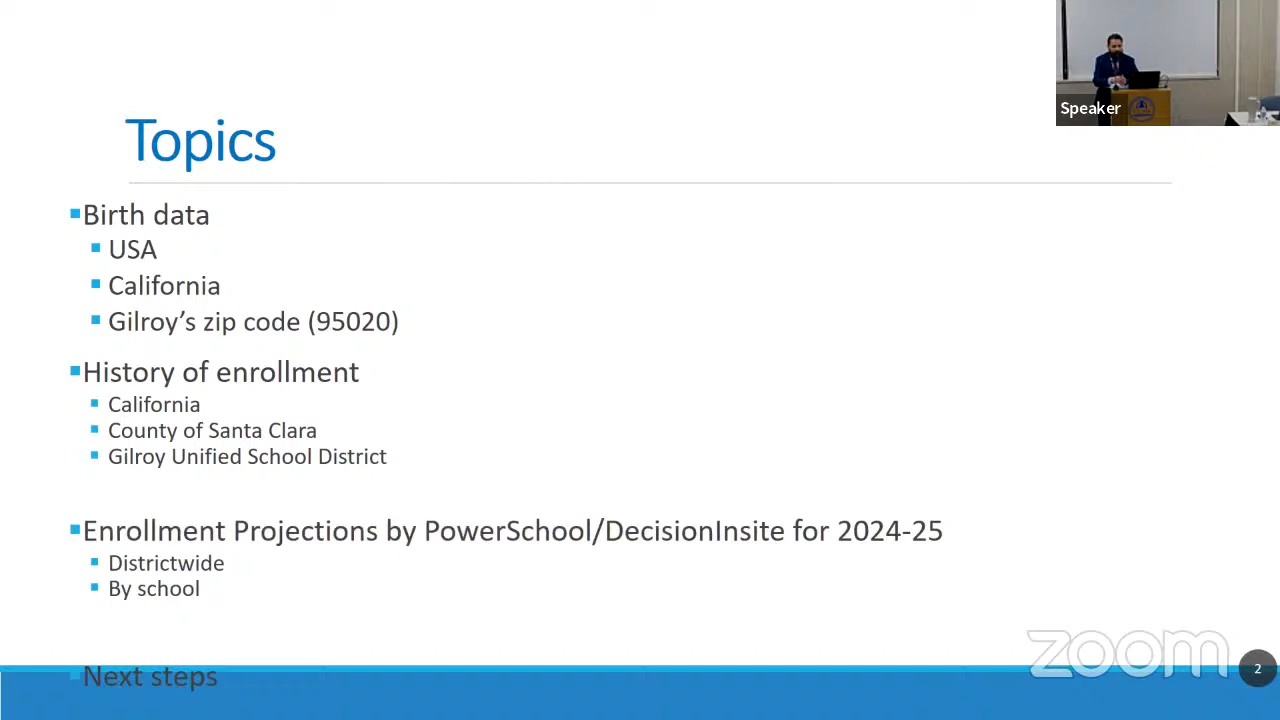 Speaker
Topics
Birth data
USA
California
Gilroy’s zip code (95020)
History of enrollment
California
County of Santa Clara
Gilroy Unified School District
Enrollment Projections by PowerSchool/DecisionInsite for 2024-25
Districtwide
By school
Next steps
zoom
2